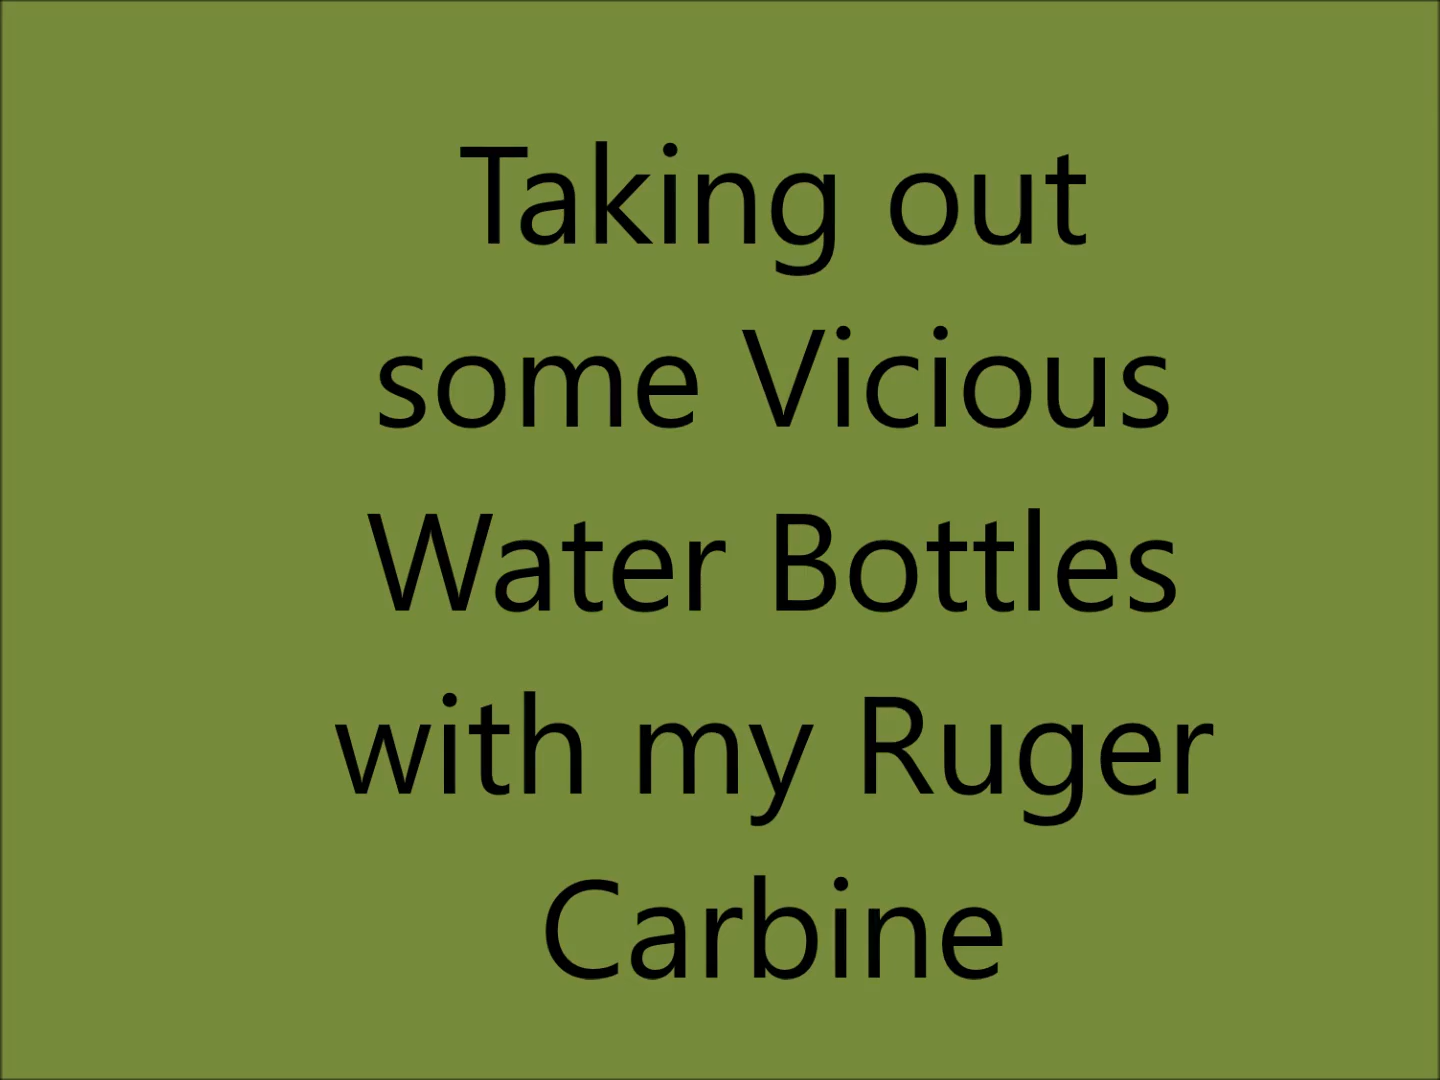 Taking out
some Vicious
Water Bottles
with my Ruger
Carbine